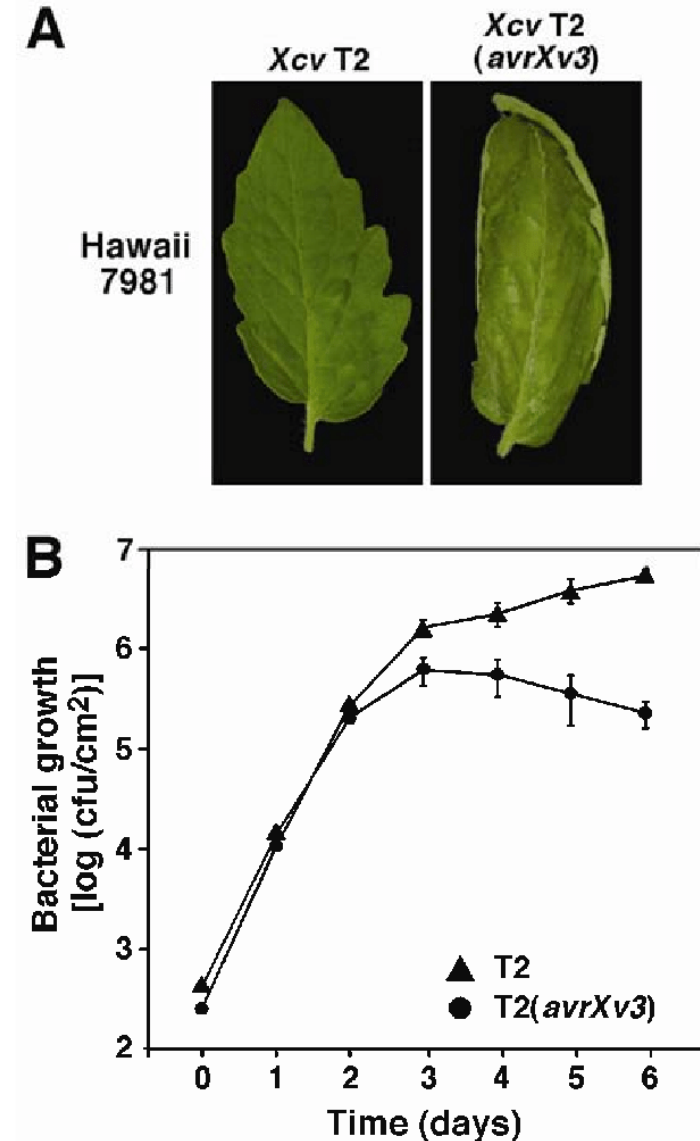 A
Xcv T2
Xcv T2
(avrXv3)
Hawaii
7981
B
Bacterial growth
[log (cfu/cm²)]
7
6
5
4
3
2
T2
T2(avrXv3)
0 1 2 3 4 5 6
Time (days)